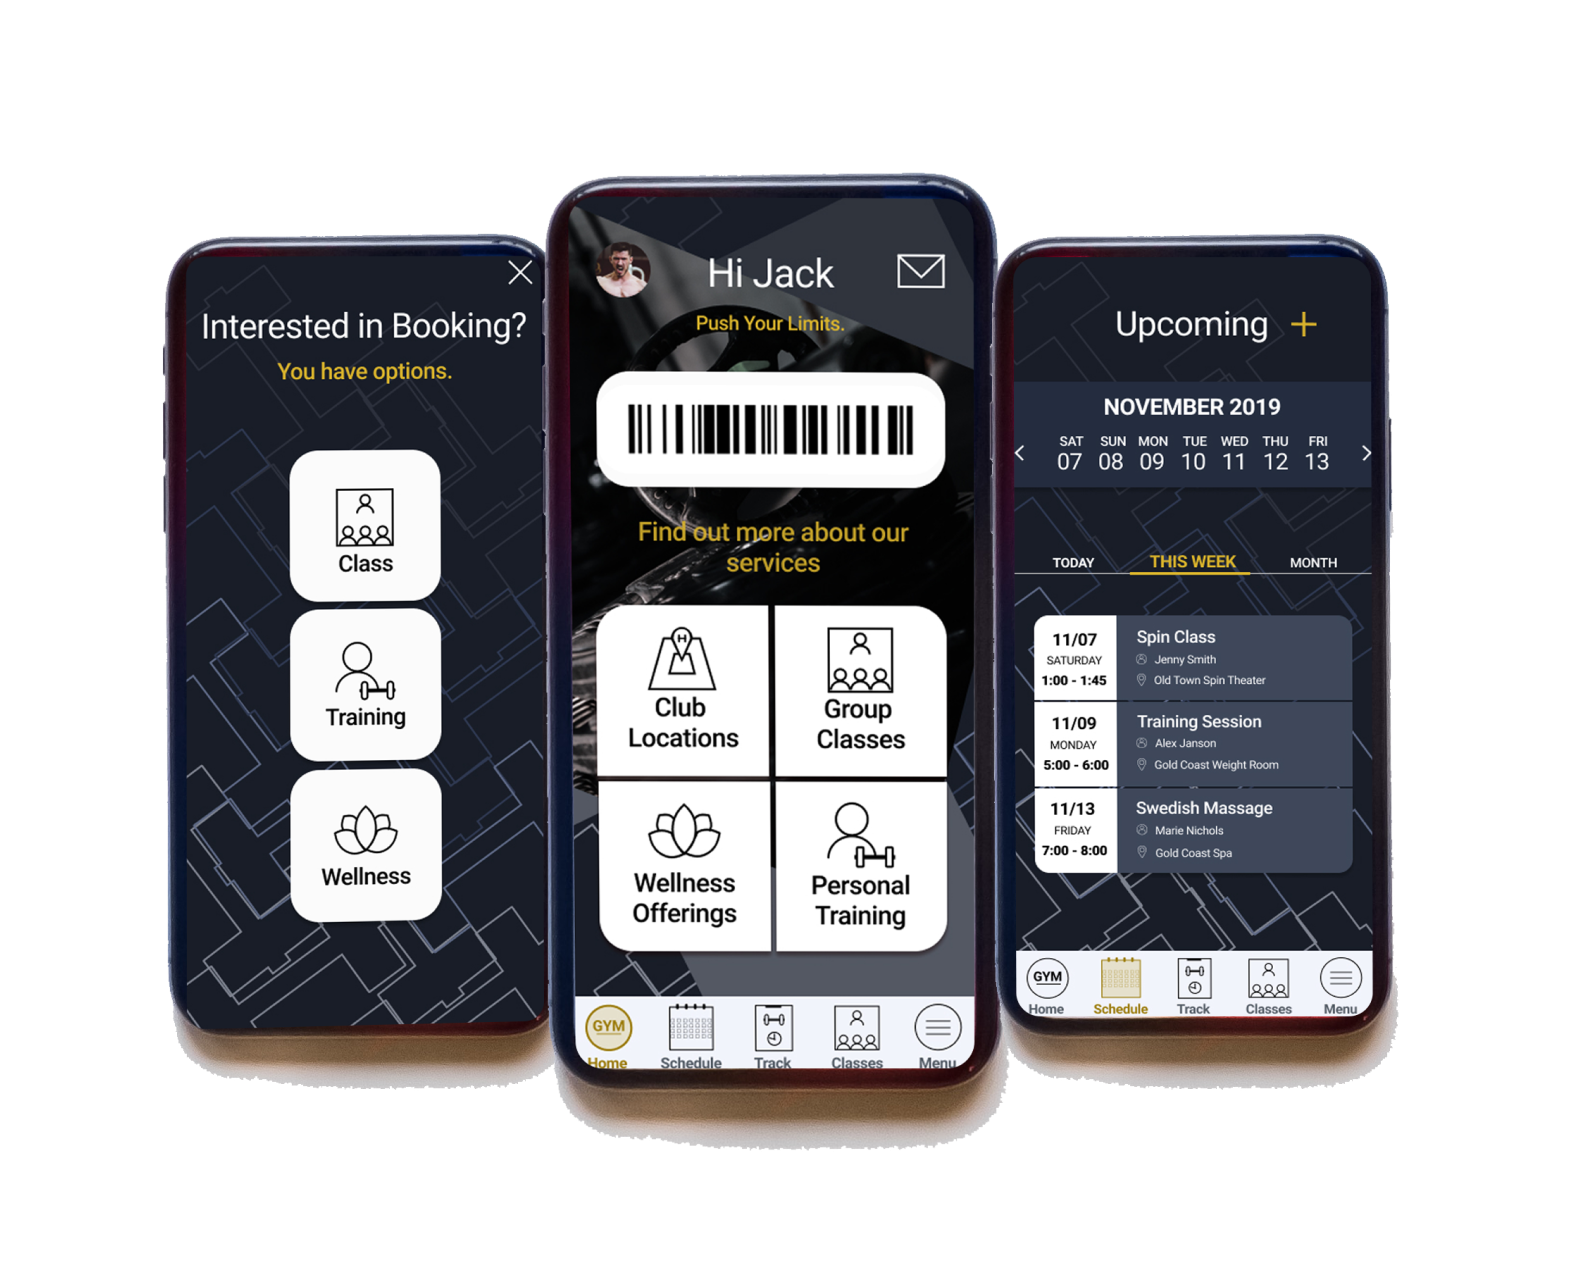 Interested in Booking?
You have options.
Class
Training
Wellness
Hi Jack
Push Your Limits.
Find out more about our
services
H
Club
Locations
Group
Classes
Wellness
Offerings
Personal
Training
GYM
Home
Schedule
Track
Classes
Menu
Upcoming +
NOVEMBER 2019
SAT SUN MON TUE WED THU FRI
07 08 09 10 11 12 13
TODAY THIS WEEK MONTH
11/07
SATURDAY
1:00 - 1:45
Spin Class
Jenny Smith
Old Town Spin Theater
11/09
MONDAY
5:00 - 6:00
Training Session
Alex Janson
Gold Coast Weight Room
11/13
FRIDAY
7:00 - 8:00
Swedish Massage
Marie Nichols
Gold Coast Spa
GYM
Home
Schedule
Track
Classes
Menu